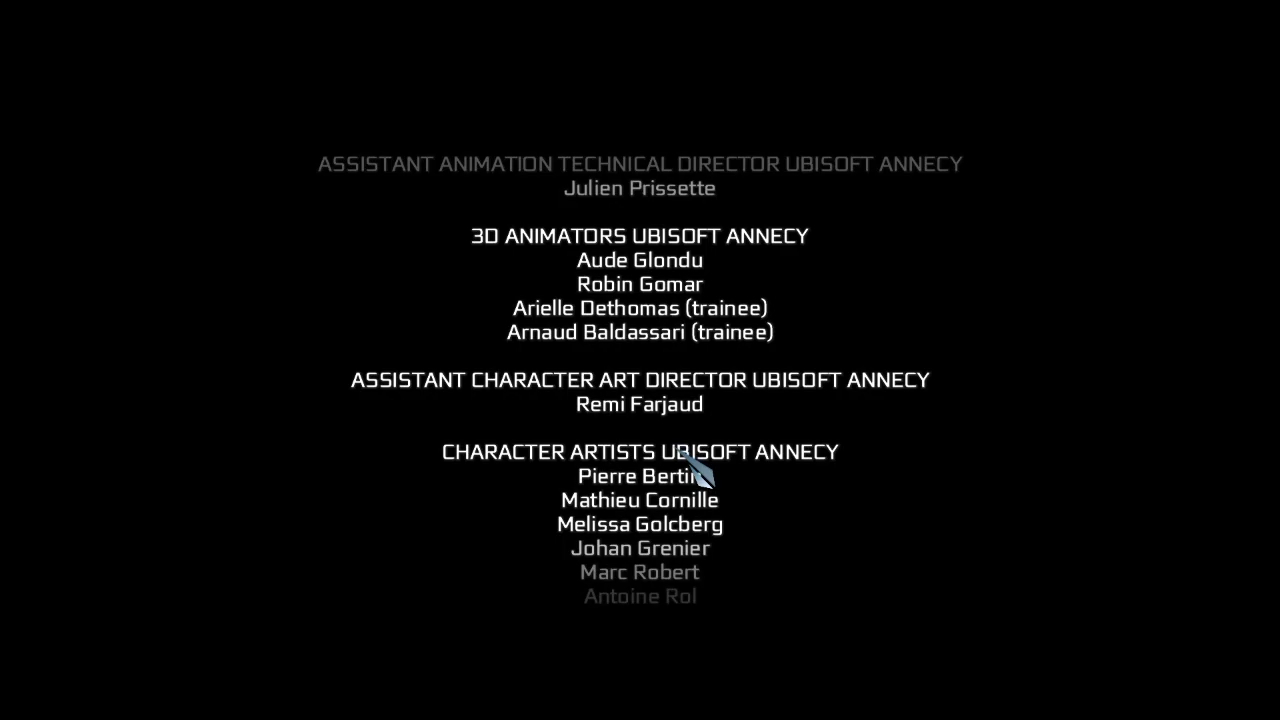 ASSISTANT ANIMATION TECHNICAL DIRECTOR UBISOFT ANNECY
Julien Prissette
3D ANIMATORS UBISOFT ANNECY
Aude Glondu
Robin Gomar
Arielle Dethomas (trainee)
Arnaud Baldassari (trainee)
ASSISTANT CHARACTER ART DIRECTOR UBISOFT ANNECY
Remi Farjaud
CHARACTER ARTISTS UBISOFT ANNECY
Pierre Bertin
Mathieu Cornille
Melissa Golcberg
Johan Grenier
Marc Robert
Antoine Rol